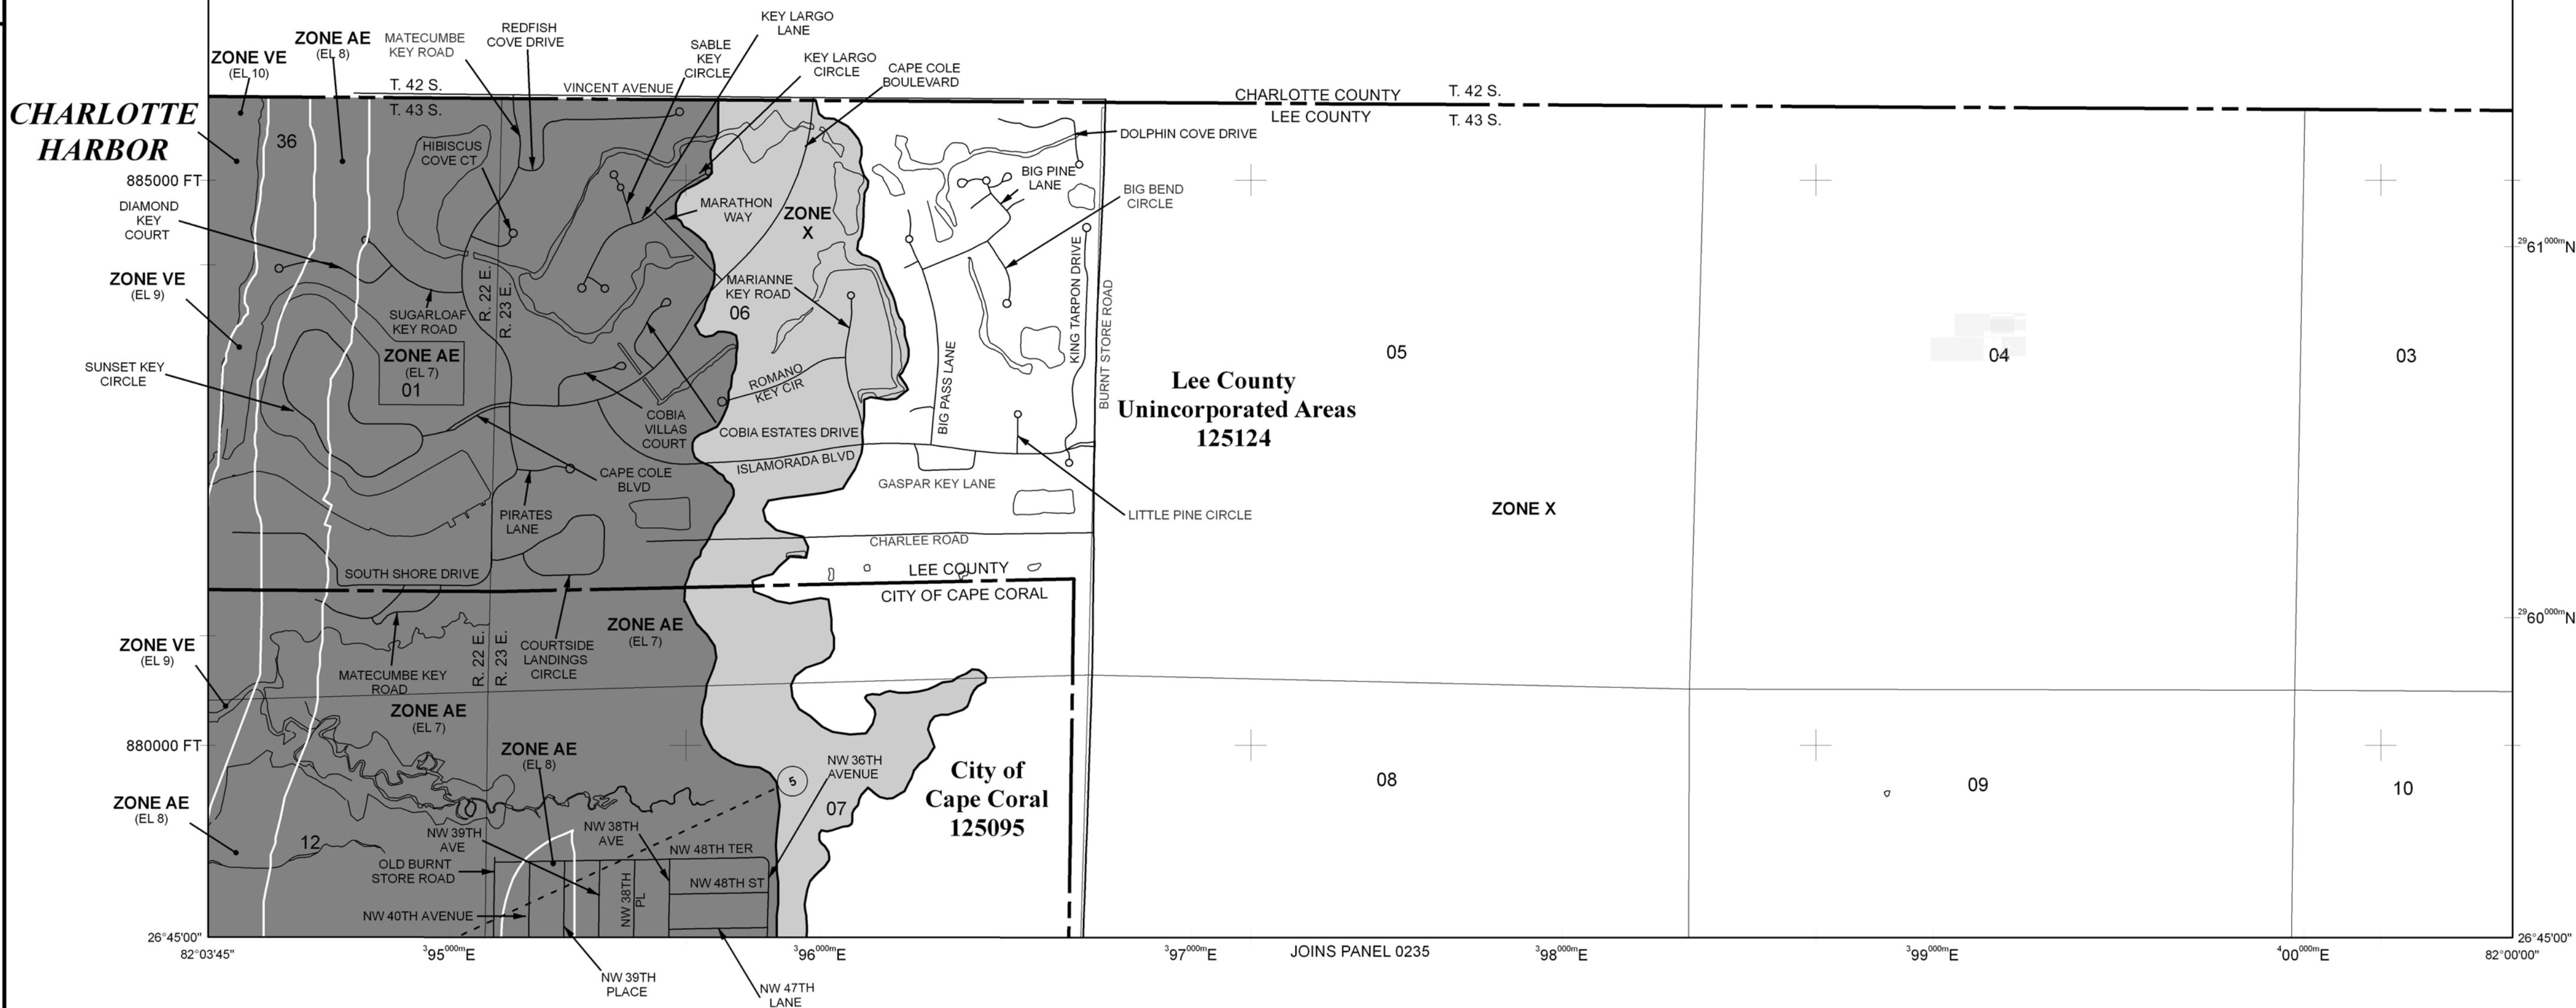 KEY LARGO
LANE
REDFISH
COVE DRIVE
MATECUMBE
KEY ROAD
ZONE AE
(EL 8)
ZONE VE
(EL 10)
SABLE
KEY
CIRCLE
KEY LARGO
CIRCLE
CAPE COLE
BOULEVARD
T. 42 S.
VINCENT AVENUE
T. 43 S.
CHARLOTTE COUNTY
LEE COUNTY
T. 42 S.
T. 43 S.
CHARLOTTE
HARBOR
36
HIBISCUS
COVE CT
DOLPHIN COVE DRIVE
885000 FT
BIG PINE
LANE
BIG BEND
CIRCLE
DIAMOND
KEY
COURT
MARATHON
WAY
ZONE
X
2961000mN
ZONE VE
(EL 9)
R. 22 E.
R. 23 E.
MARIANNE
KEY ROAD
06
KING TARPON DRIVE
BURNT STORE ROAD
SUGARLOAF
KEY ROAD
ZONE AE
(EL 7)
01
SUNSET KEY
CIRCLE
ROMANO
KEY CIR
BIG PASS LANE
05
04
03
Lee County
Unincorporated Areas
125124
COBIA
VILLAS
COURT
COBIA ESTATES DRIVE
ISLAMORADA BLVD
CAPE COLE
BLVD
GASPAR KEY LANE
PIRATES
LANE
LITTLE PINE CIRCLE
ZONE X
CHARLEE ROAD
SOUTH SHORE DRIVE
LEE COUNTY
CITY OF CAPE CORAL
2960000mN
ZONE AE
(EL 7)
ZONE VE
(EL 9)
R. 22 E.
R. 23 E.
COURTSIDE
LANDINGS
CIRCLE
MATECUMBE KEY
ROAD
ZONE AE
(EL 7)
880000 FT
ZONE AE
(EL 8)
5
NW 36TH
AVENUE
07
City of
Cape Coral
125095
08
09
10
ZONE AE
(EL 8)
12
NW 39TH
AVE
NW 38TH
AVE
NW 48TH TER
OLD BURNT
STORE ROAD
NW 48TH ST
NW 38TH
PL
NW 40TH AVENUE
26°45'00"
26°45'00"
82°03'45"
395000mE
396000mE
397000mE
JOINS PANEL 0235
398000mE
399000mE
400000mE
82°00'00"
NW 39TH
PLACE
NW 47TH
LANE